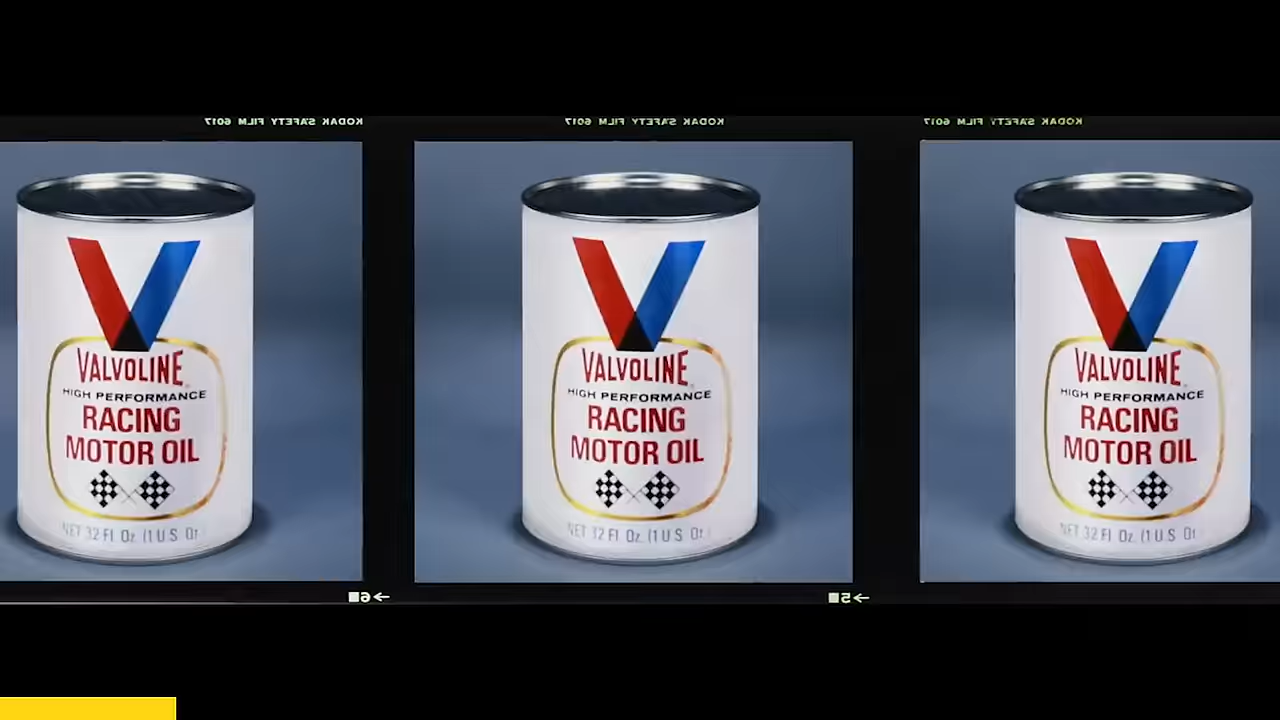 KODAK SAFETY FILM 6017
KODAK SAFETY FILM 6017
KODAK SAFETY FILM 6017
VALVOLINE
HIGH PERFORMANCE
RACING
MOTOR OIL
NET 32 Fl Oz. (1 U.S. Qt.)
VALVOLINE
HIGH PERFORMANCE
RACING
MOTOR OIL
NET 32 Fl Oz. (1 U.S. Qt.)
VALVOLINE
HIGH PERFORMANCE
RACING
MOTOR OIL
NET 32 Fl Oz. (1 U.S. Qt.)
6
5